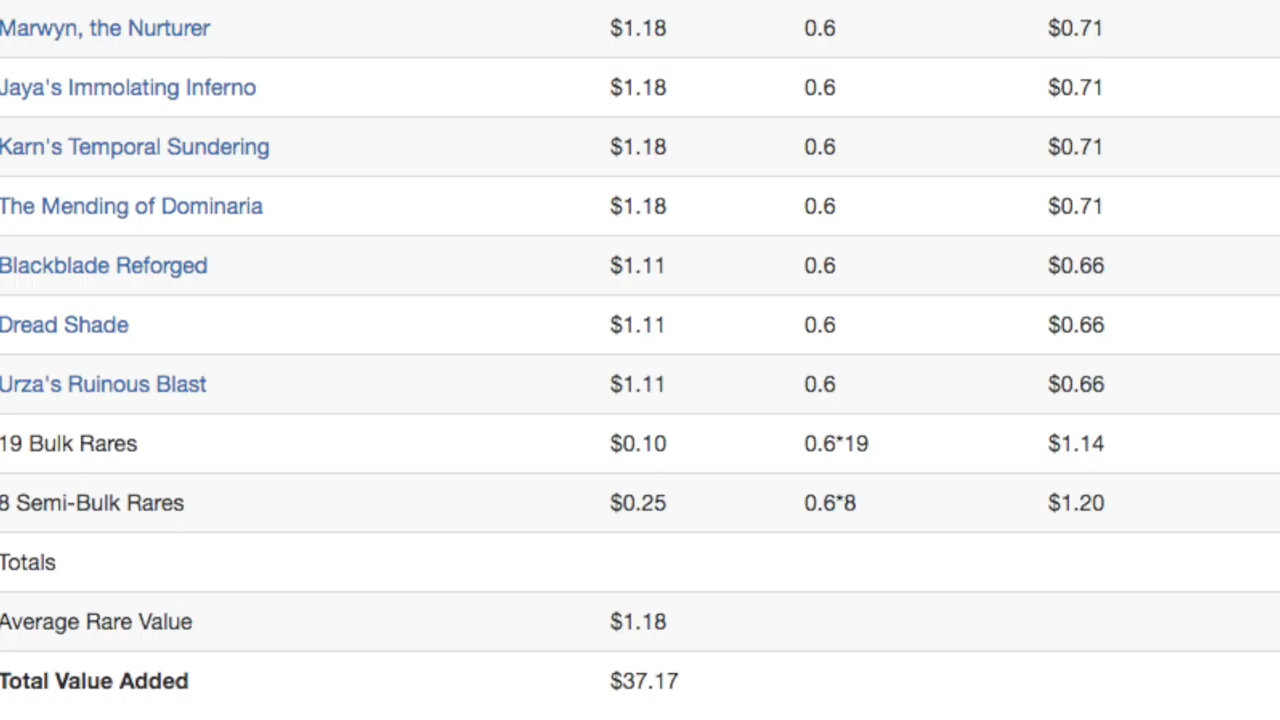 Marwyn, the Nurturer $1.18 0.6 $0.71
Jaya's Immolating Inferno $1.18 0.6 $0.71
Karn's Temporal Sundering $1.18 0.6 $0.71
The Mending of Dominaria $1.18 0.6 $0.71
Blackblade Reforged $1.11 0.6 $0.66
Dread Shade $1.11 0.6 $0.66
Urza's Ruinous Blast $1.11 0.6 $0.66
19 Bulk Rares $0.10 0.6*19 $1.14
8 Semi-Bulk Rares $0.25 0.6*8 $1.20
Totals
Average Rare Value $1.18
Total Value Added $37.17